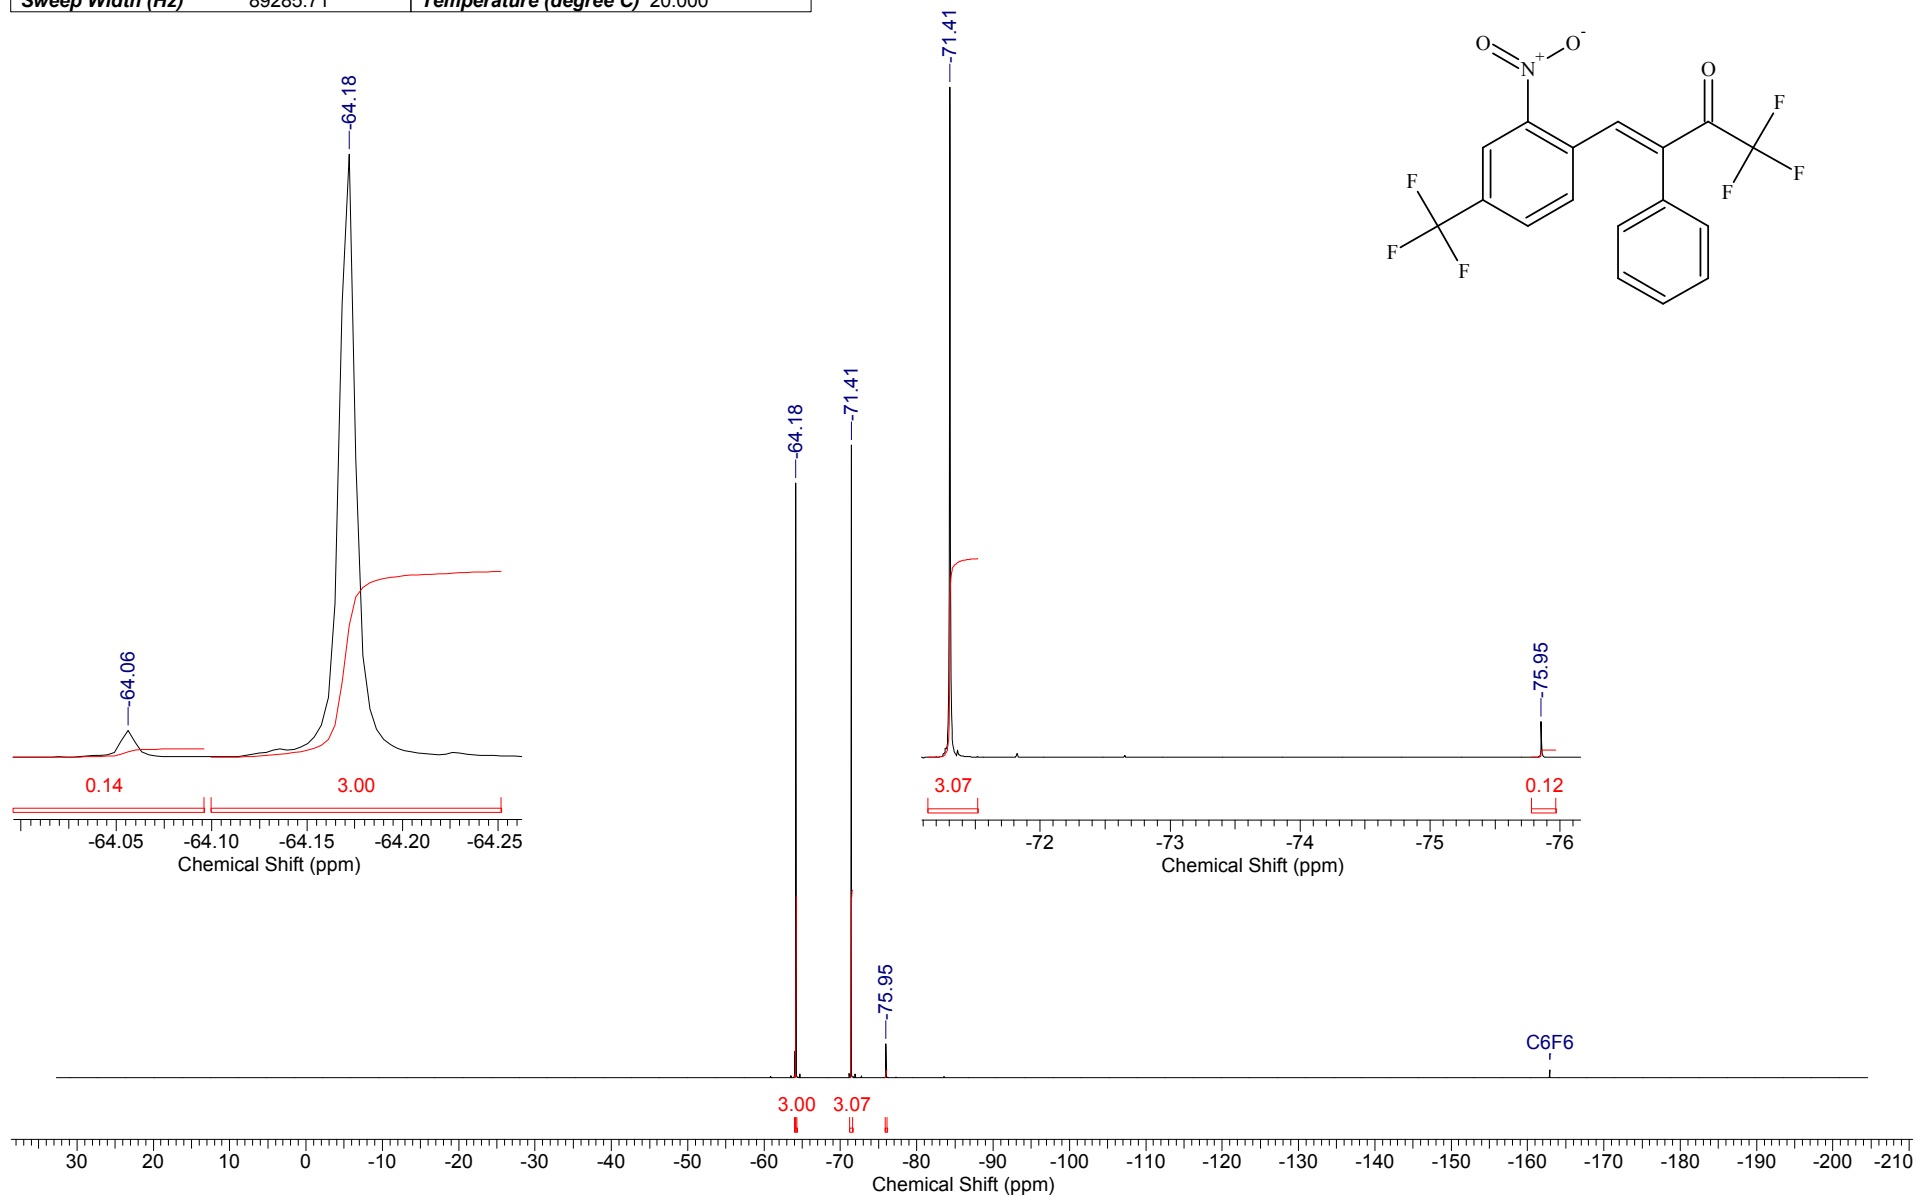 Sweep Width (Hz) 89285.71 Temperature (degree C) 20.000
-64.18
-64.06
0.14 3.00
-64.05 -64.10 -64.15 -64.20 -64.25
Chemical Shift (ppm)
-71.41
-75.95
3.07 0.12
-72 -73 -74 -75 -76
Chemical Shift (ppm)
O N+ O-
O
F
F
F
F
F
F
-64.18
-71.41
-75.95
C6F6
3.00 3.07
30 20 10 0 -10 -20 -30 -40 -50 -60 -70 -80 -90 -100 -110 -120 -130 -140 -150 -160 -170 -180 -190 -200 -210
Chemical Shift (ppm)